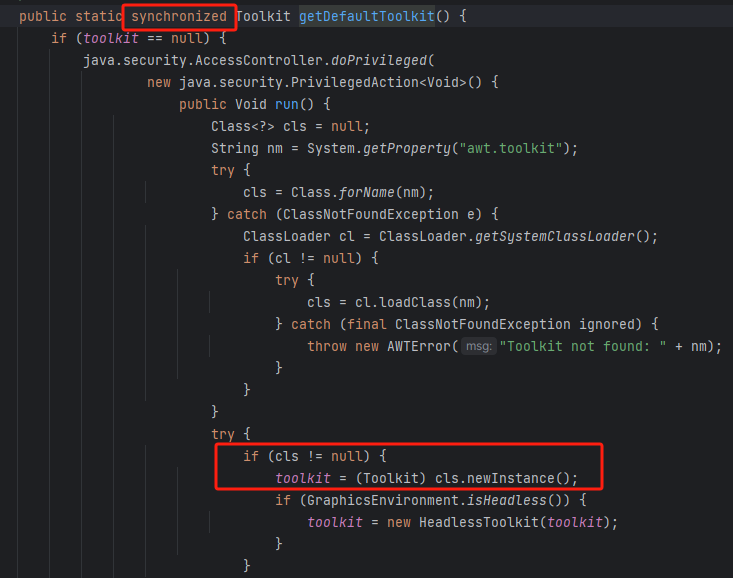 public static synchronized Toolkit getDefaultToolkit() {
if (toolkit == null) {
java.security.AccessController.doPrivileged(
new java.security.PrivilegedAction<Void>() {
public Void run() {
Class<?> cls = null;
String nm = System.getProperty("awt.toolkit");
try {
cls = Class.forName(nm);
} catch (ClassNotFoundException e) {
ClassLoader cl = ClassLoader.getSystemClassLoader();
if (cl != null) {
try {
cls = cl.loadClass(nm);
} catch (final ClassNotFoundException ignored) {
throw new AWTError( msg: "Toolkit not found: " + nm);
}
}
}
try {
if (cls != null) {
toolkit = (Toolkit) cls.newInstance();
if (GraphicsEnvironment.isHeadless()) {
toolkit = new HeadlessToolkit(toolkit);
}
}